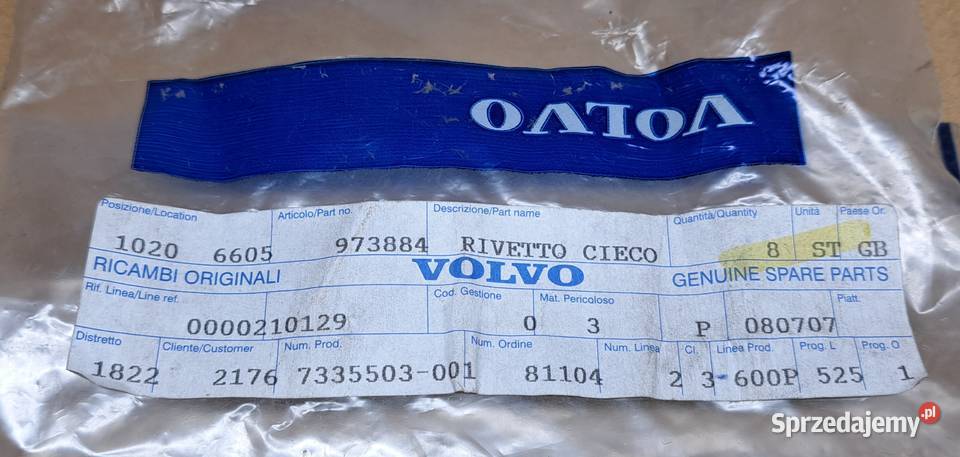 VOLVO
Posizione/Location Articolo/Part no. Descrizione/Part name Quantità/Quantity Unità Paese Or.
1020 6605 973884 RIVETTO CIECO 8 ST GB
RICAMBI ORIGINALI VOLVO GENUINE SPARE PARTS
Rif. Linea/Line ref. Cod. Gestione Mat. Pericoloso Piatt.
0000210129 0 3 P 080707
Distretto Cliente/Customer Num. Prod. Num. Ordine Num. Linea Cl. Linea Prod. Prog. L Prog. O
1822 2176 7335503-001 81104 2 3 600P 525 1
Sprzedajemy.pl